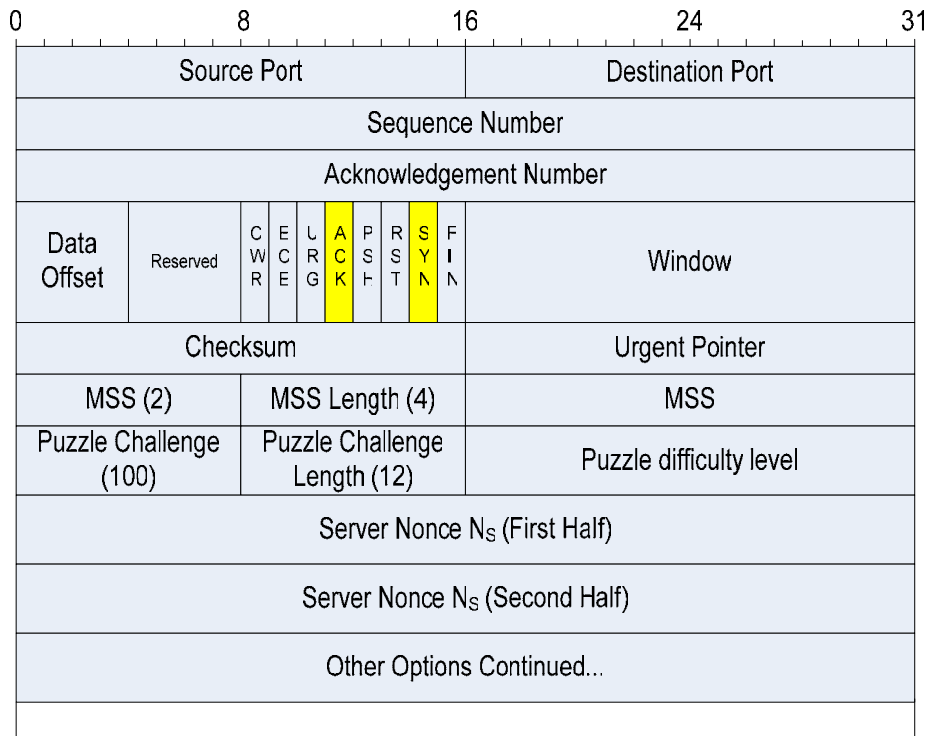 0 8 16 24 31
Source Port Destination Port
Sequence Number
Acknowledgement Number
Data Offset Reserved CWR ECE URG ACK PSH RST SYN FIN Window
Checksum Urgent Pointer
MSS (2) MSS Length (4) MSS
Puzzle Challenge (100) Puzzle Challenge Length (12) Puzzle difficulty level
Server Nonce NS (First Half)
Server Nonce NS (Second Half)
Other Options Continued...